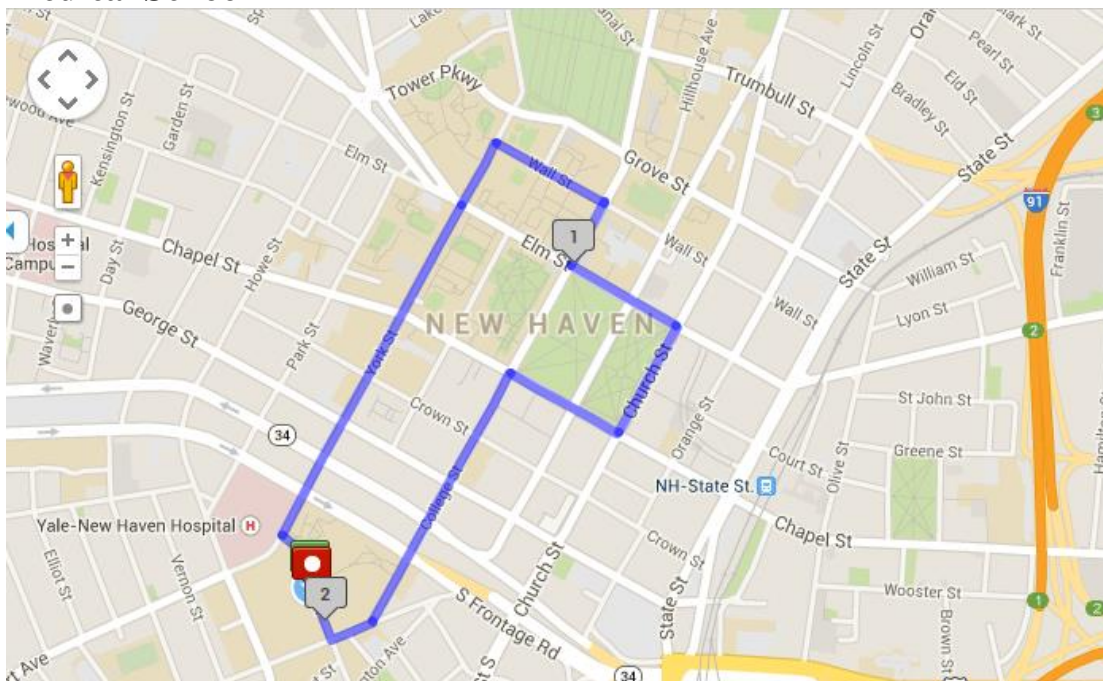 Tower Pkwy
Hillhouse Ave
Trumbull St
Lincoln St
Pearl St
Eld St
Bradley St
State St
3
Kensington St
Garden St
Elm St
Wall St
Grove St
91
Franklin St
Hospital
Day St
Chapel St
Howe St
1
Elm St
Wall St
State St
William St
Wall St
Lyon St
George St
Park St
NEW HAVEN
2
York St
Church St
Crown St
Orange St
St John St
34
Court St
Olive St
Greene St
College St
NH-State St.
Yale-New Haven Hospital
H
Chapel St
Crown St
Elliot St
Vernon St
2
S Frontage Rd
Church St
State St
Wooster St
Brown St
1
2
34